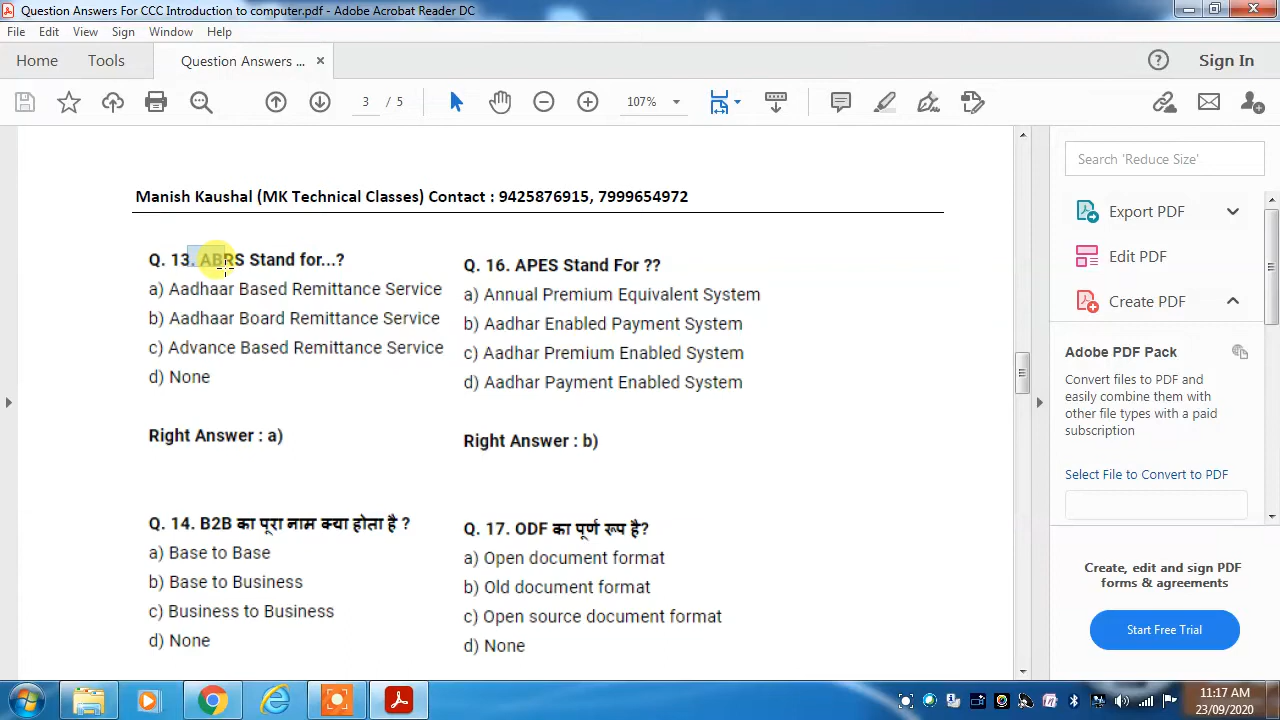 Question Answers For CCC Introduction to computer.pdf - Adobe Acrobat Reader DC
File Edit View Sign Window Help
Home Tools Question Answers ... × ? Sign In
3 / 5 107%
Manish Kaushal (MK Technical Classes) Contact : 9425876915, 7999654972
Q. 13. ABRS Stand for...?
a) Aadhaar Based Remittance Service
b) Aadhaar Board Remittance Service
c) Advance Based Remittance Service
d) None
Right Answer : a)
Q. 14. B2B का पूरा नाम क्या होता है ?
a) Base to Base
b) Base to Business
c) Business to Business
d) None
Q. 16. APES Stand For ??
a) Annual Premium Equivalent System
b) Aadhar Enabled Payment System
c) Aadhar Premium Enabled System
d) Aadhar Payment Enabled System
Right Answer : b)
Q. 17. ODF का पूर्ण रूप है?
a) Open document format
b) Old document format
c) Open source document format
d) None
Search 'Reduce Size'
Export PDF
Edit PDF
Create PDF
Adobe PDF Pack
Convert files to PDF and
easily combine them with
other file types with a paid
subscription
Select File to Convert to PDF
Create, edit and sign PDF
forms & agreements
Start Free Trial
11:17 AM
23/09/2020